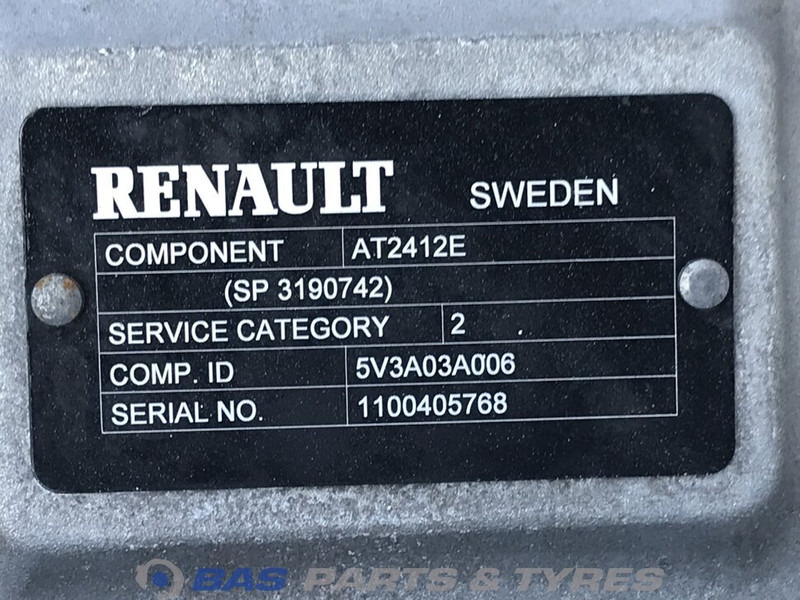 RENAULT SWEDEN
COMPONENT AT2412E
(SP 3190742)
SERVICE CATEGORY 2
COMP. ID 5V3A03A006
SERIAL NO. 1100405768
BAS PARTS & TYRES